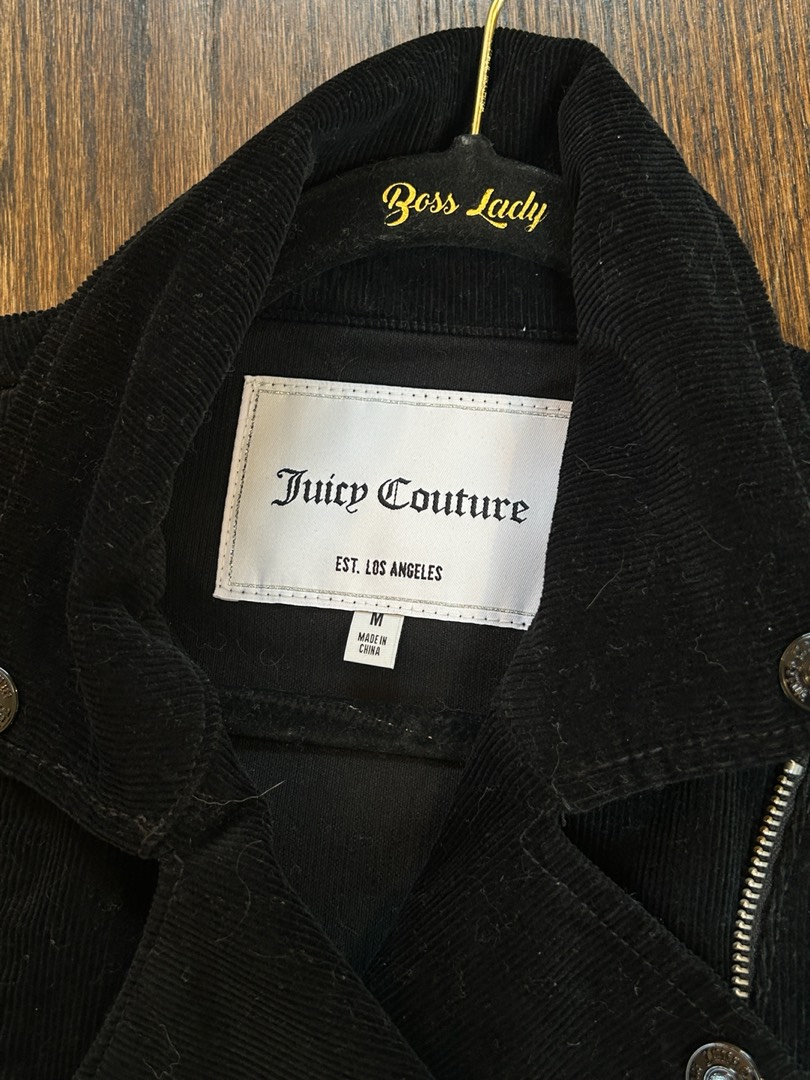 Boss Lady
Juicy Couture
EST. LOS ANGELES
M
MADE IN
CHINA